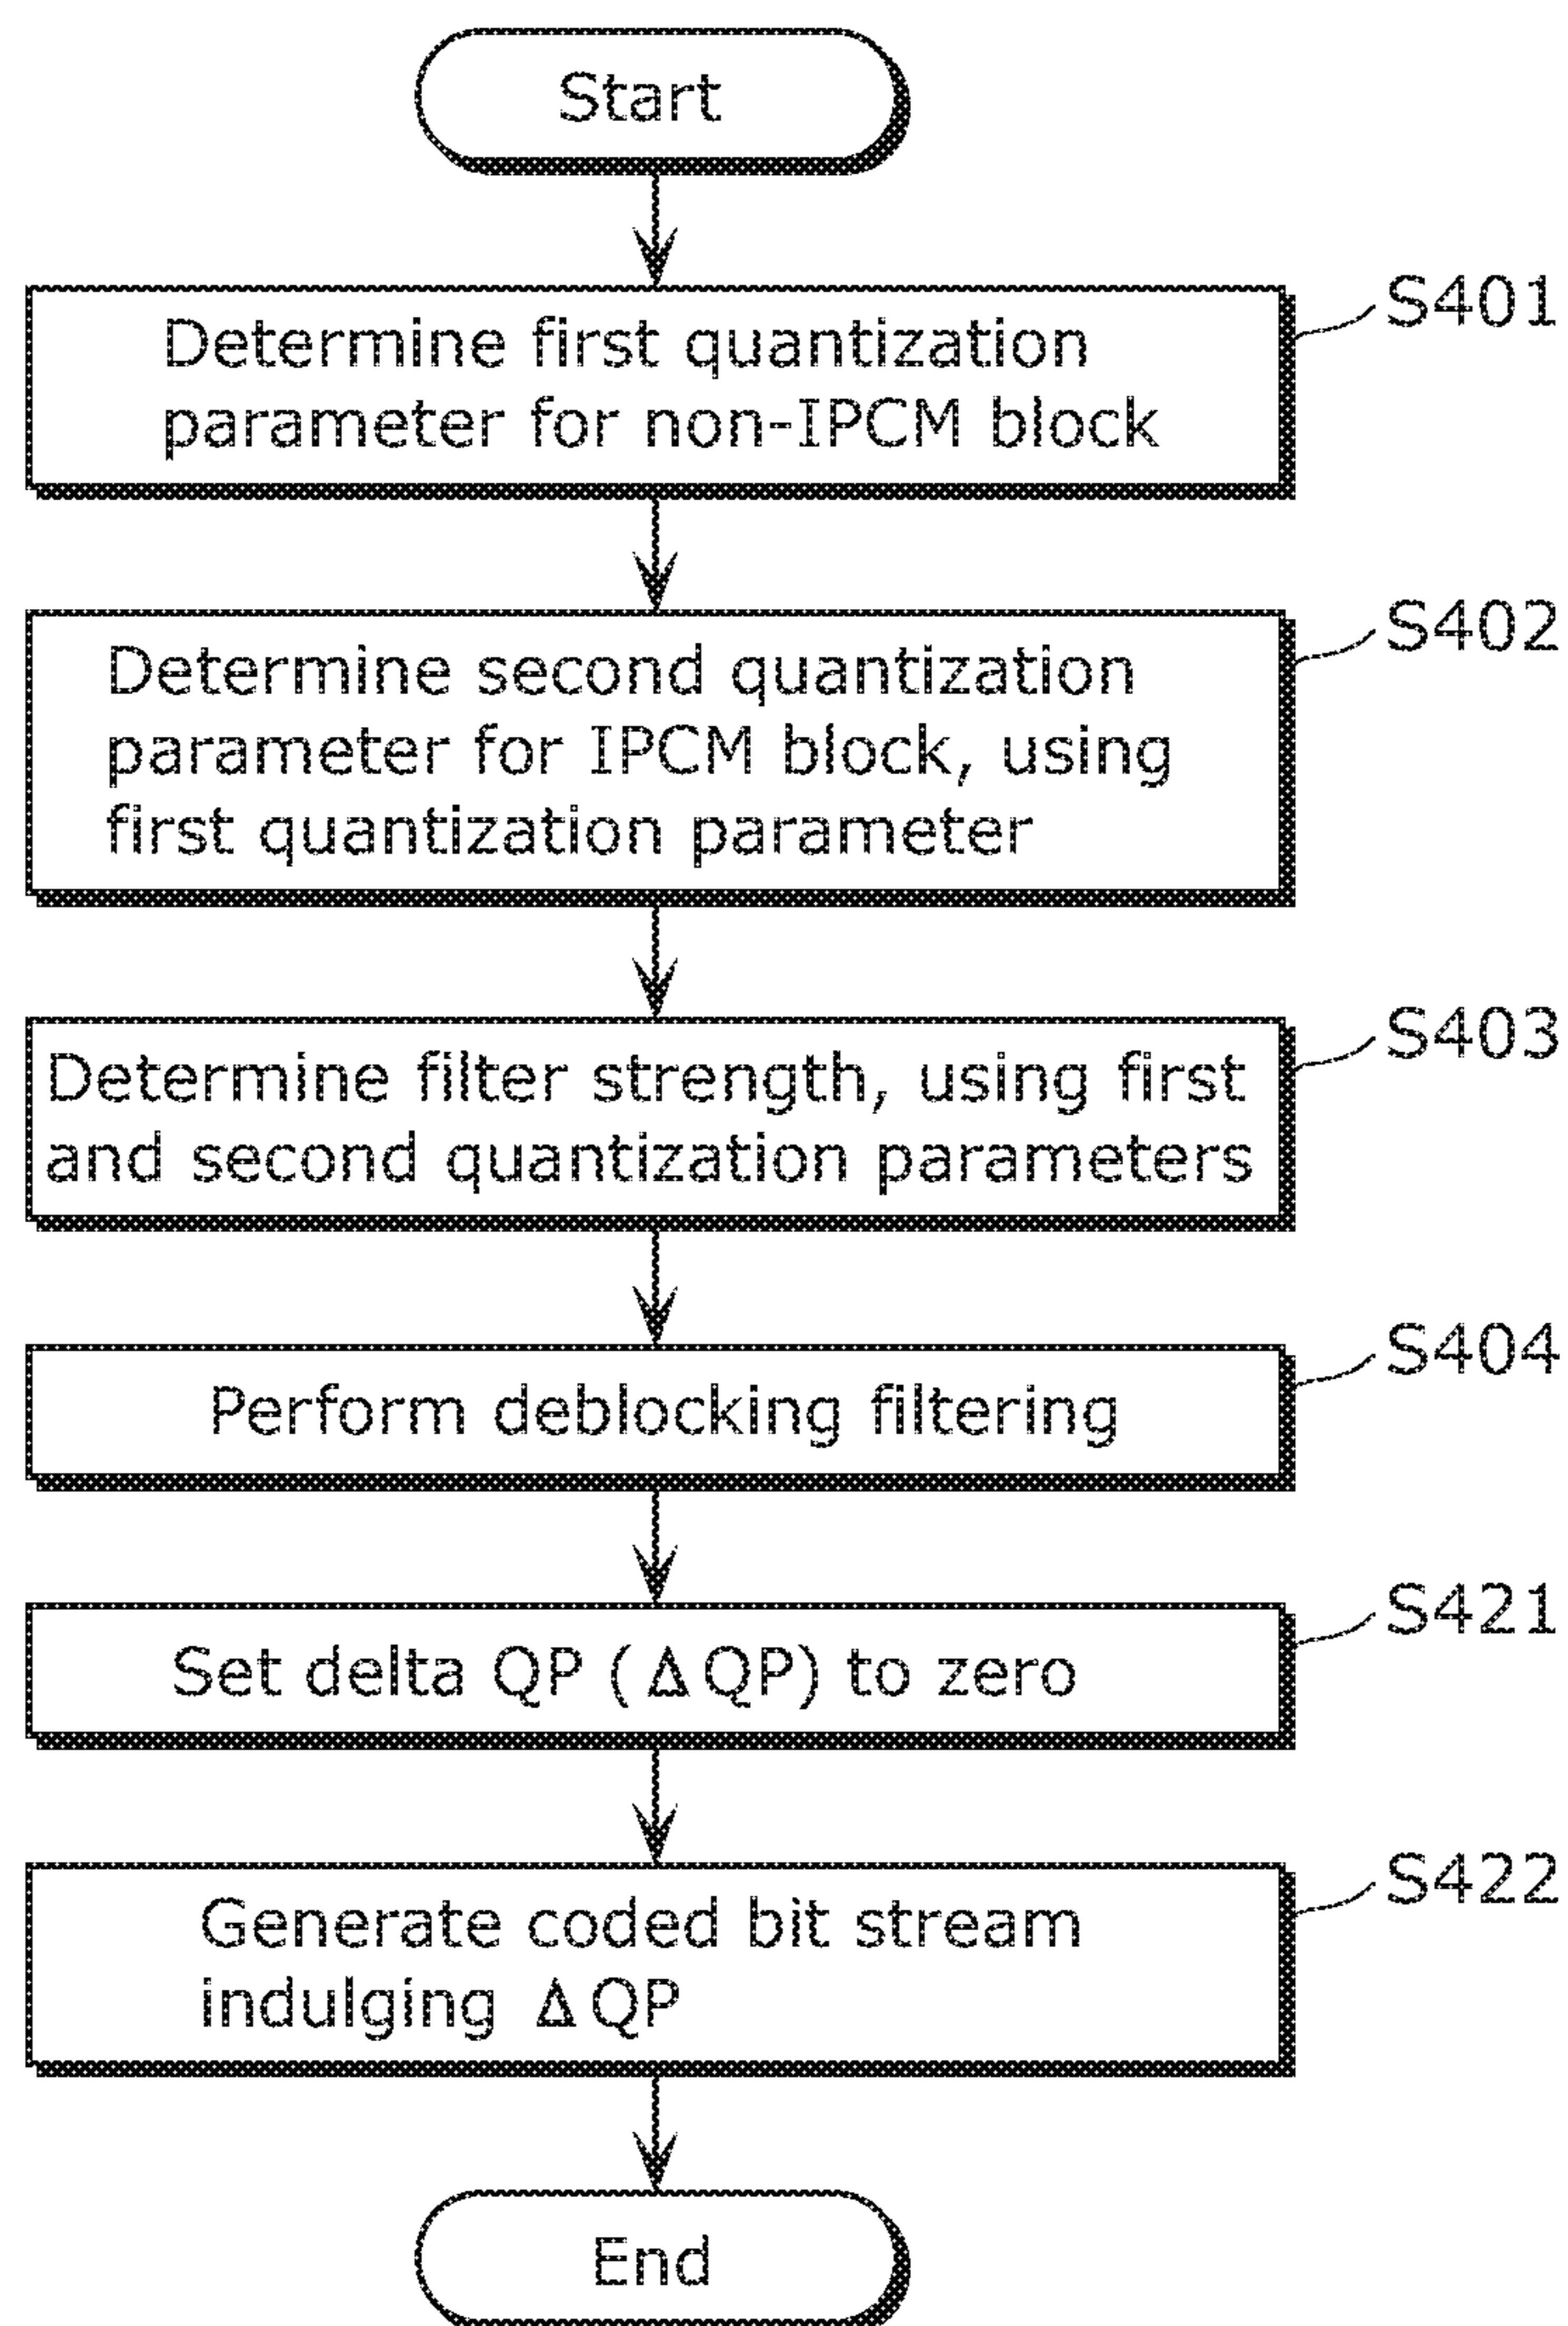 Start
S401
Determine first quantization
parameter for non-IPCM block
S402
Determine second quantization
parameter for IPCM block, using
first quantization parameter
S403
Determine filter strength, using first
and second quantization parameters
S404
Perform deblocking filtering
S421
Set delta QP (ΔQP) to zero
S422
Generate coded bit stream
indulging ΔQP
End